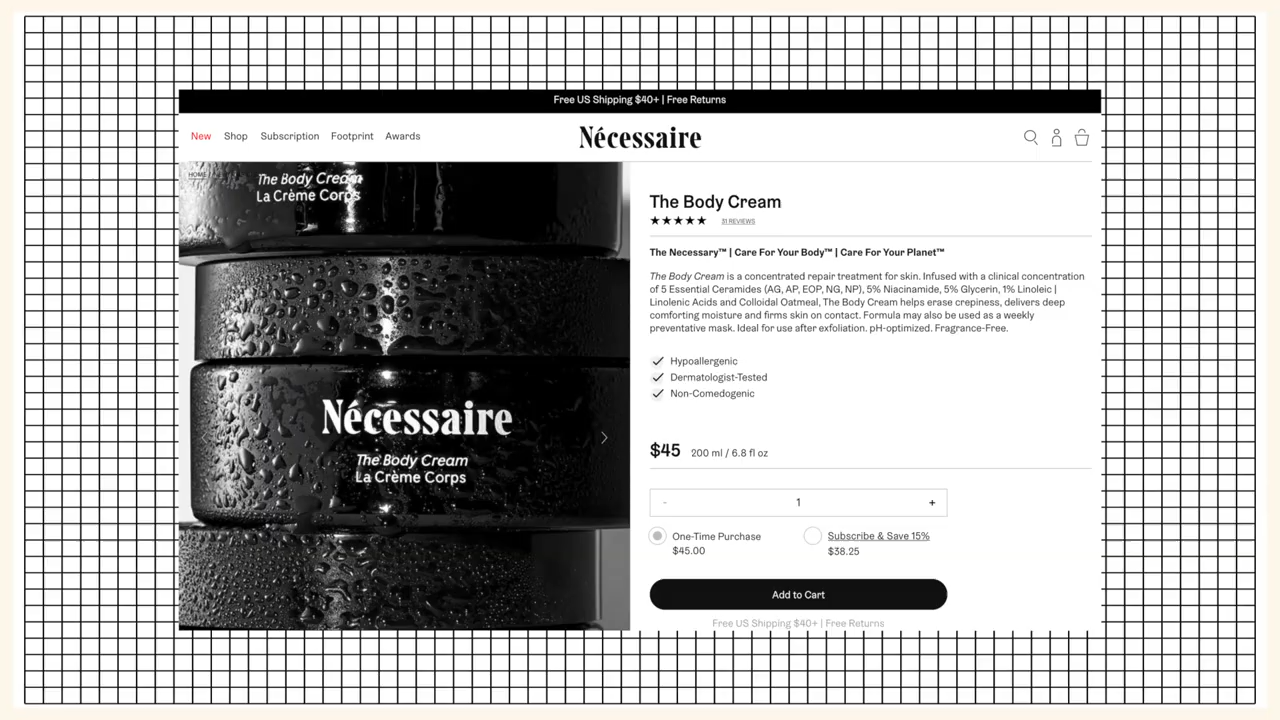 Free US Shipping $40+ | Free Returns
New Shop Subscription Footprint Awards
Nécessaire
HOME
The Body Cream
La Crème Corps
Nécessaire
The Body Cream
La Crème Corps
The Body Cream
★★★★★ 31 REVIEWS
The Necessary™ | Care For Your Body™ | Care For Your Planet™
The Body Cream is a concentrated repair treatment for skin. Infused with a clinical concentration
of 5 Essential Ceramides (AG, AP, EOP, NG, NP), 5% Niacinamide, 5% Glycerin, 1% Linoleic |
Linolenic Acids and Colloidal Oatmeal, The Body Cream helps erase crepiness, delivers deep
comforting moisture and firms skin on contact. Formula may also be used as a weekly
preventative mask. Ideal for use after exfoliation. pH-optimized. Fragrance-Free.
Hypoallergenic
Dermatologist-Tested
Non-Comedogenic
$45 200 ml / 6.8 fl oz
- 1 +
One-Time Purchase
$45.00
Subscribe & Save 15%
$38.25
Add to Cart
Free US Shipping $40+ | Free Returns